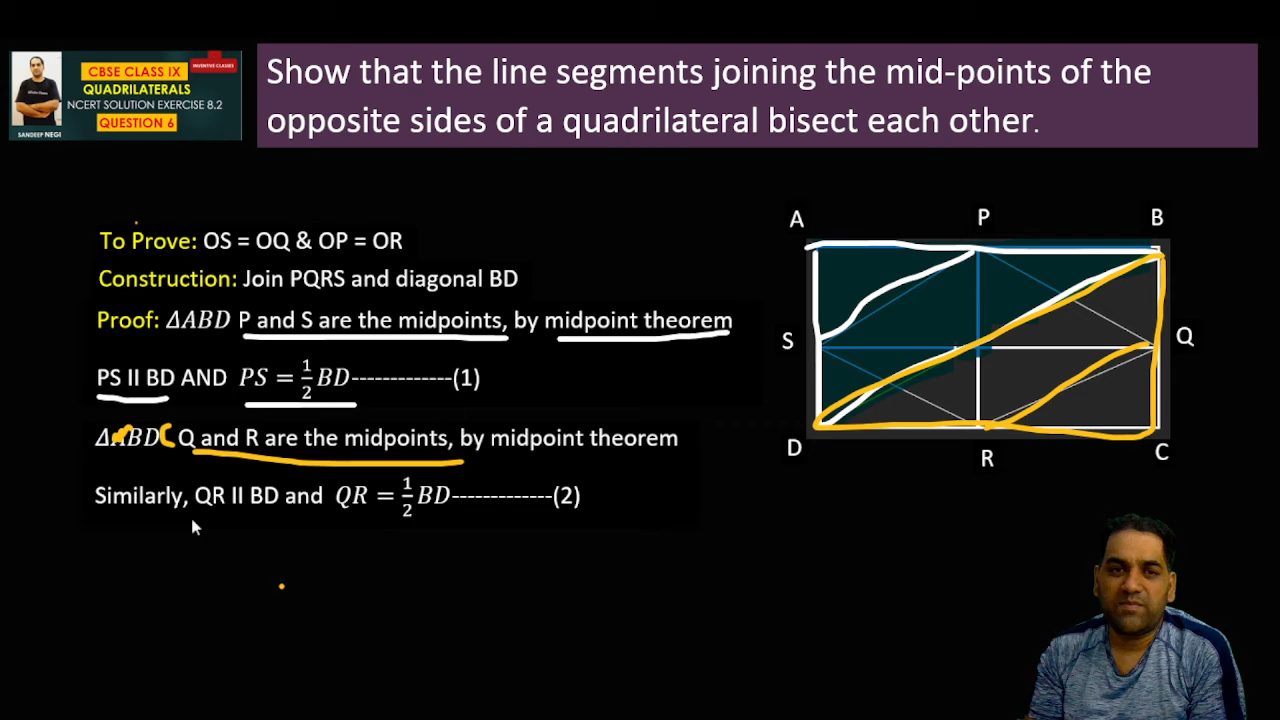 CBSE CLASS IX
INVENTIVE CLASSES
QUADRILATERALS
NCERT SOLUTION EXERCISE 8.2
QUESTION 6
SANDEEP NEGI
Show that the line segments joining the mid-points of the
opposite sides of a quadrilateral bisect each other.
To Prove: OS = OQ & OP = OR
Construction: Join PQRS and diagonal BD
Proof: ΔABD P and S are the midpoints, by midpoint theorem
PS II BD AND PS = 1/2 BD-------------(1)
ΔABD C Q and R are the midpoints, by midpoint theorem
Similarly, QR II BD and QR = 1/2 BD-------------(2)
A P B
S Q
D R C